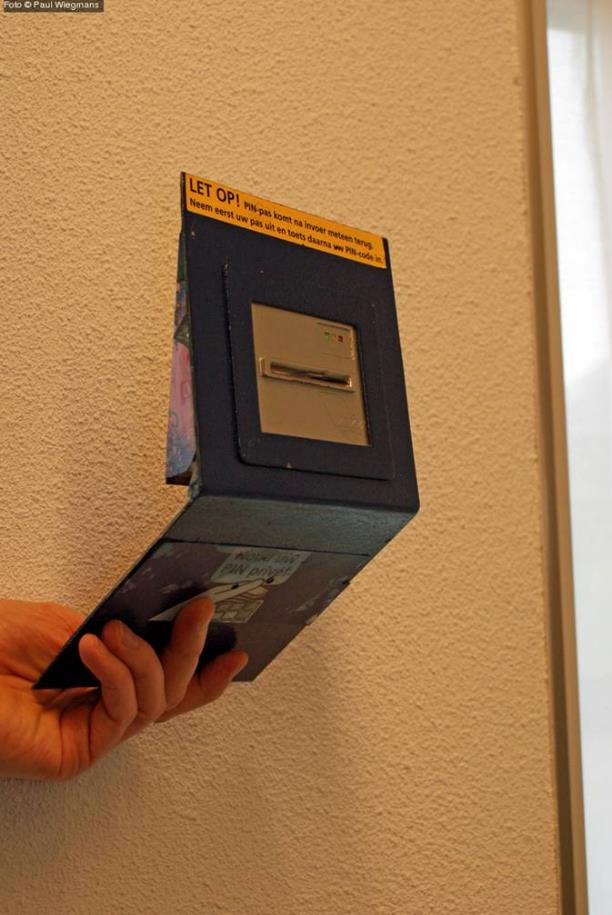 Foto © Paul Wiegmans
LET OP! PIN-pas komt na invoer meteen terug.
Neem eerst uw pas uit en toets daarna uw PIN-code in.
Houd uw
PIN privé!